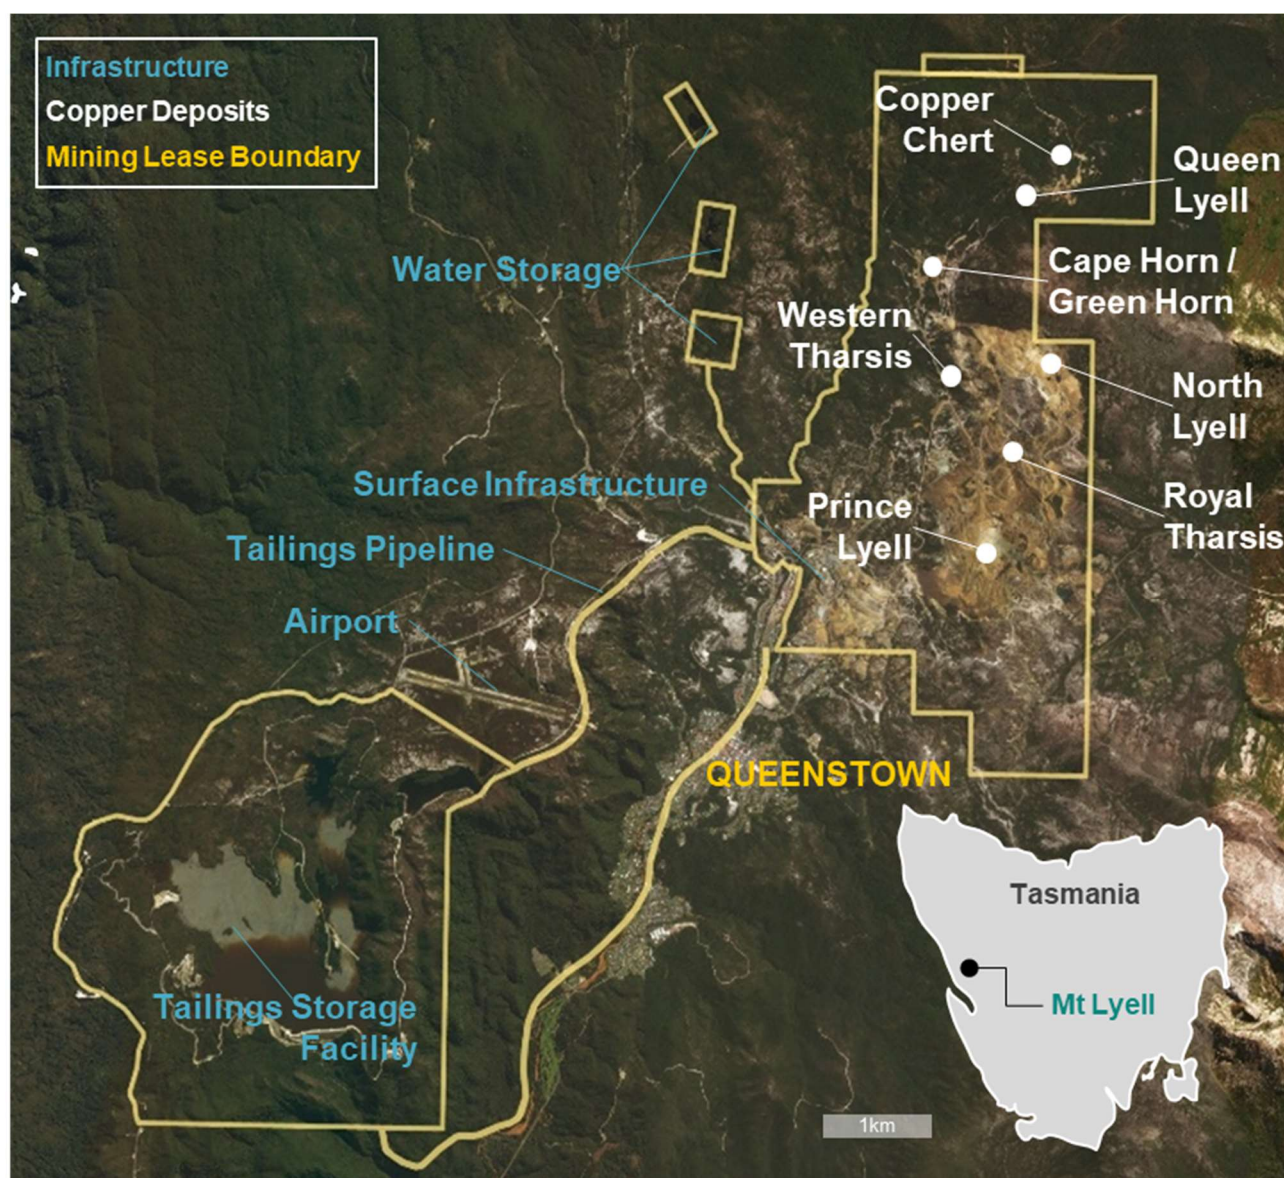 Infrastructure
Copper Deposits
Mining Lease Boundary
Copper
Chert
Queen
Lyell
Water Storage
Cape Horn /
Green Horn
Western
Tharsis
North
Lyell
Surface Infrastructure
Royal
Tharsis
Prince
Lyell
Tailings Pipeline
Airport
QUEENSTOWN
Tasmania
Mt Lyell
Tailings Storage
Facility
1km